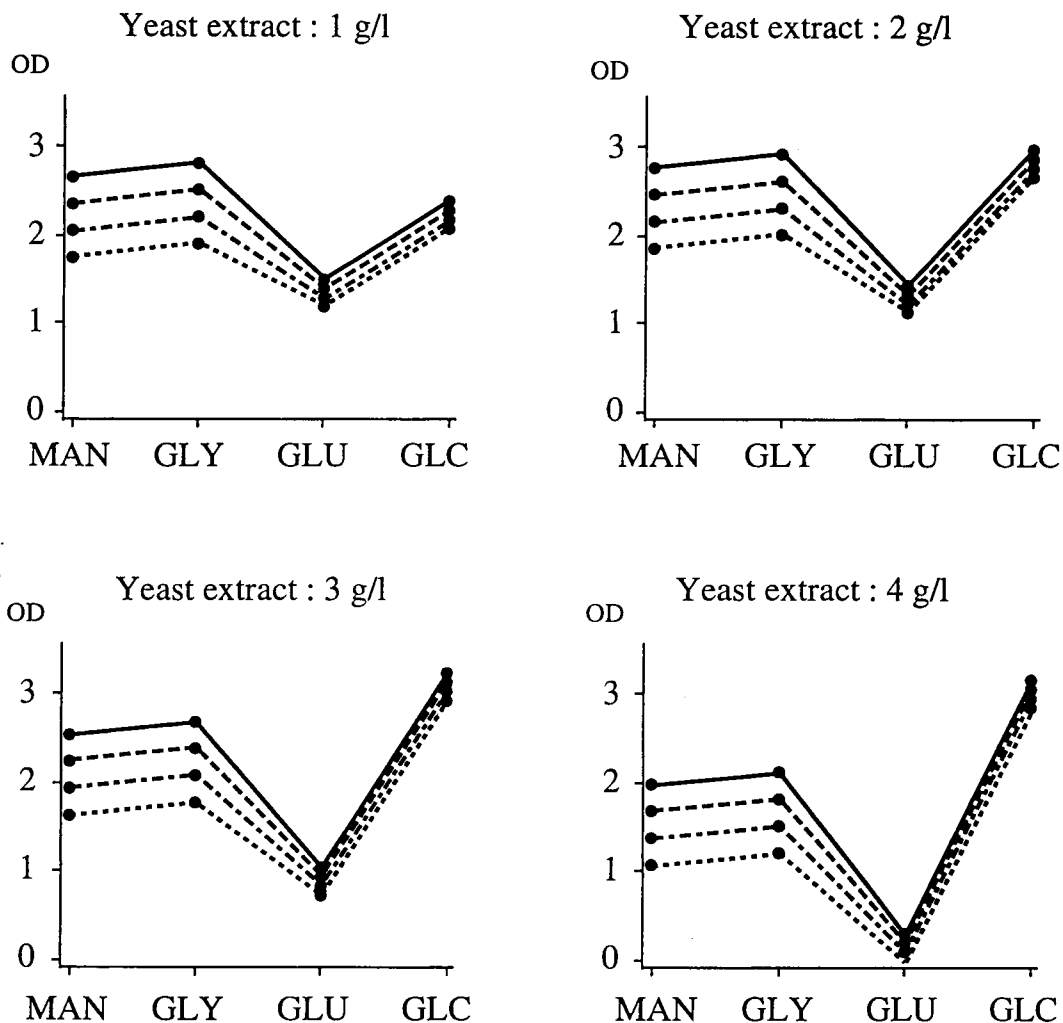 Yeast extract : 1 g/l
OD
3
2
1
0
MAN GLY GLU GLC
Yeast extract : 2 g/l
OD
3
2
1
0
MAN GLY GLU GLC
Yeast extract : 3 g/l
OD
3
2
1
0
MAN GLY GLU GLC
Yeast extract : 4 g/l
OD
3
2
1
0
MAN GLY GLU GLC